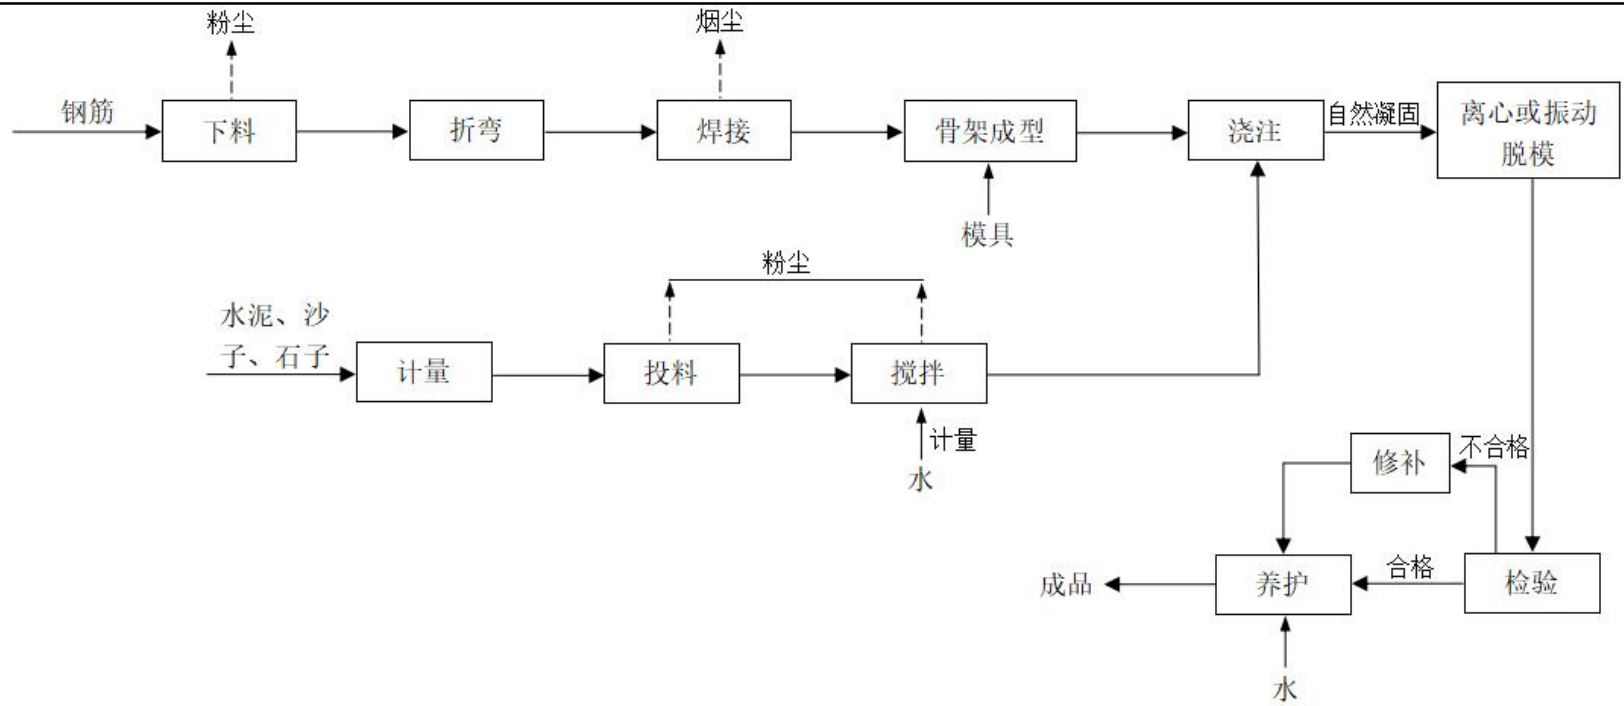 粉尘
烟尘
钢筋
下料
折弯
焊接
骨架成型
浇注
自然凝固
离心或振动
脱模
模具
粉尘
水泥、沙
子、石子
计量
投料
搅拌
计量
水
修补
不合格
成品
养护
合格
检验
水